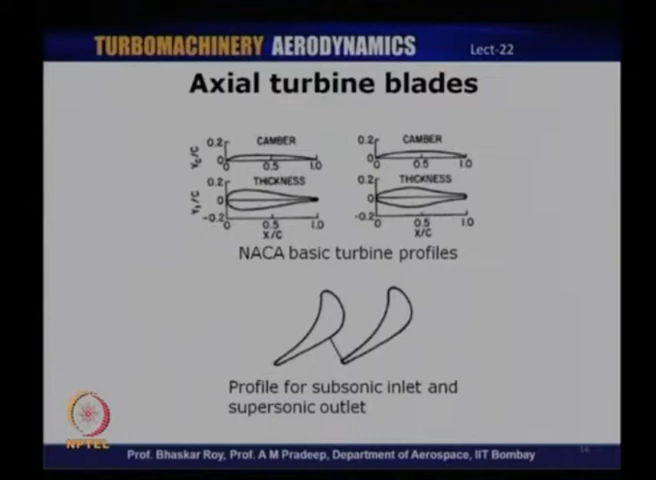 TURBOMACHINERY AERODYNAMICS
Lect-22
Axial turbine blades
0.2 CAMBER
Yc/C 0
0 0.5 1.0
0.2 THICKNESS
Yt/C 0
-0.2
0 0.5 1.0
X/C
0.2 CAMBER
0
0 0.5 1.0
0.2 THICKNESS
0
-0.2
0 0.5 1.0
X/C
NACA basic turbine profiles
Profile for subsonic inlet and
supersonic outlet
NPTEL
Prof. Bhaskar Roy, Prof. A M Pradeep, Department of Aerospace, IIT Bombay